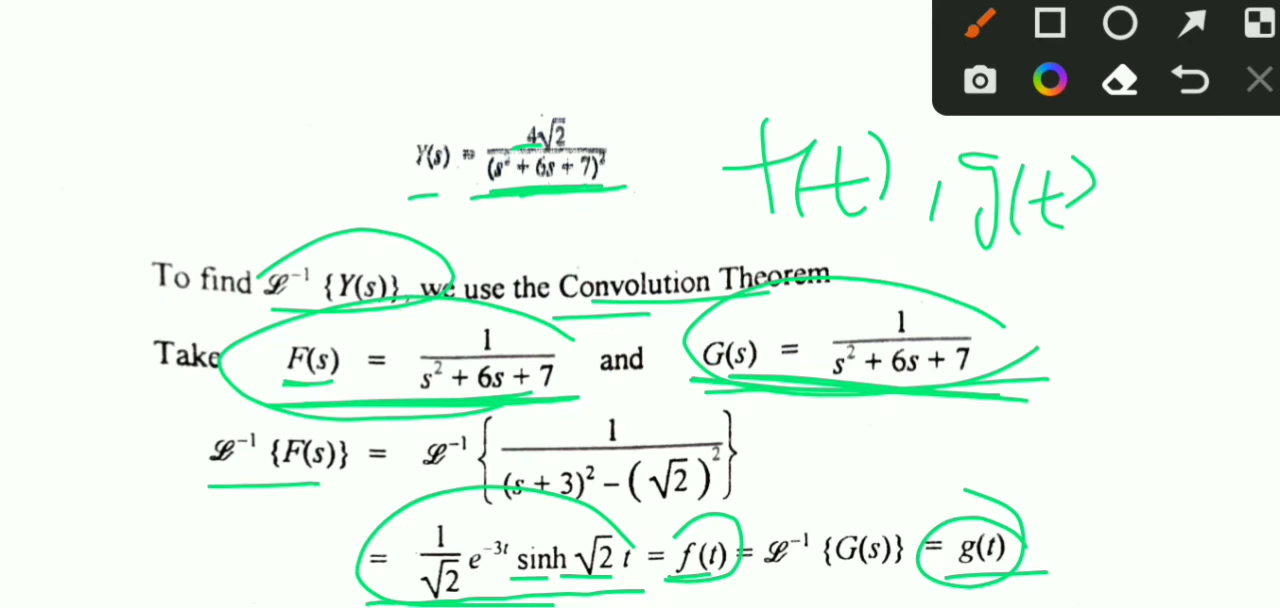 Y(s) = 4√2 / (s² + 6s + 7)²
f(t), g(t)
To find ℒ⁻¹ {Y(s)}, we use the Convolution Theorem
Take F(s) = 1 / s² + 6s + 7 and G(s) = 1 / s² + 6s + 7
ℒ⁻¹ {F(s)} = ℒ⁻¹ { 1 / (s + 3)² – (√2)² }
= 1/√2 e⁻³ᵗ sinh √2 t = f(t) = ℒ⁻¹ {G(s)} = g(t)